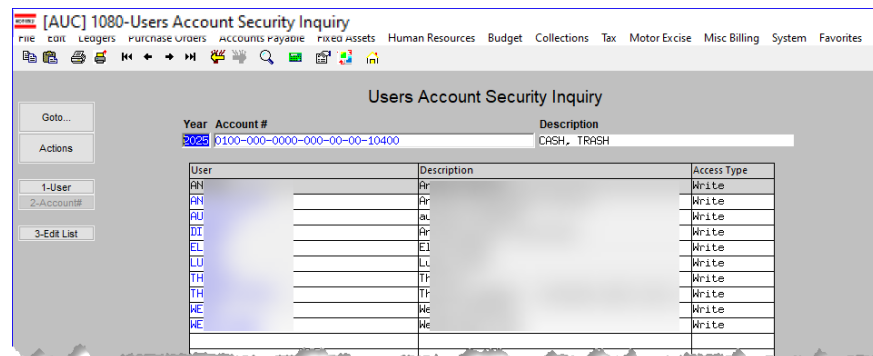 [AUC] 1080-Users Account Security Inquiry
File Edit Ledgers Purchase Orders Accounts Payable Fixed Assets Human Resources Budget Collections Tax Motor Excise Misc Billing System Favorites
Users Account Security Inquiry
Goto...
Year Account # Description
2025 0100-000-0000-000-00-00-10400 CASH, TRASH
Actions
User Description Access Type
1-User
AN Ar Write
2-Account#
AN Ar Write
AU au Write
3-Edit List
DI Ar Write
EL El Write
LU Lu Write
TH Th Write
TH Th Write
WE We Write
WE We Write